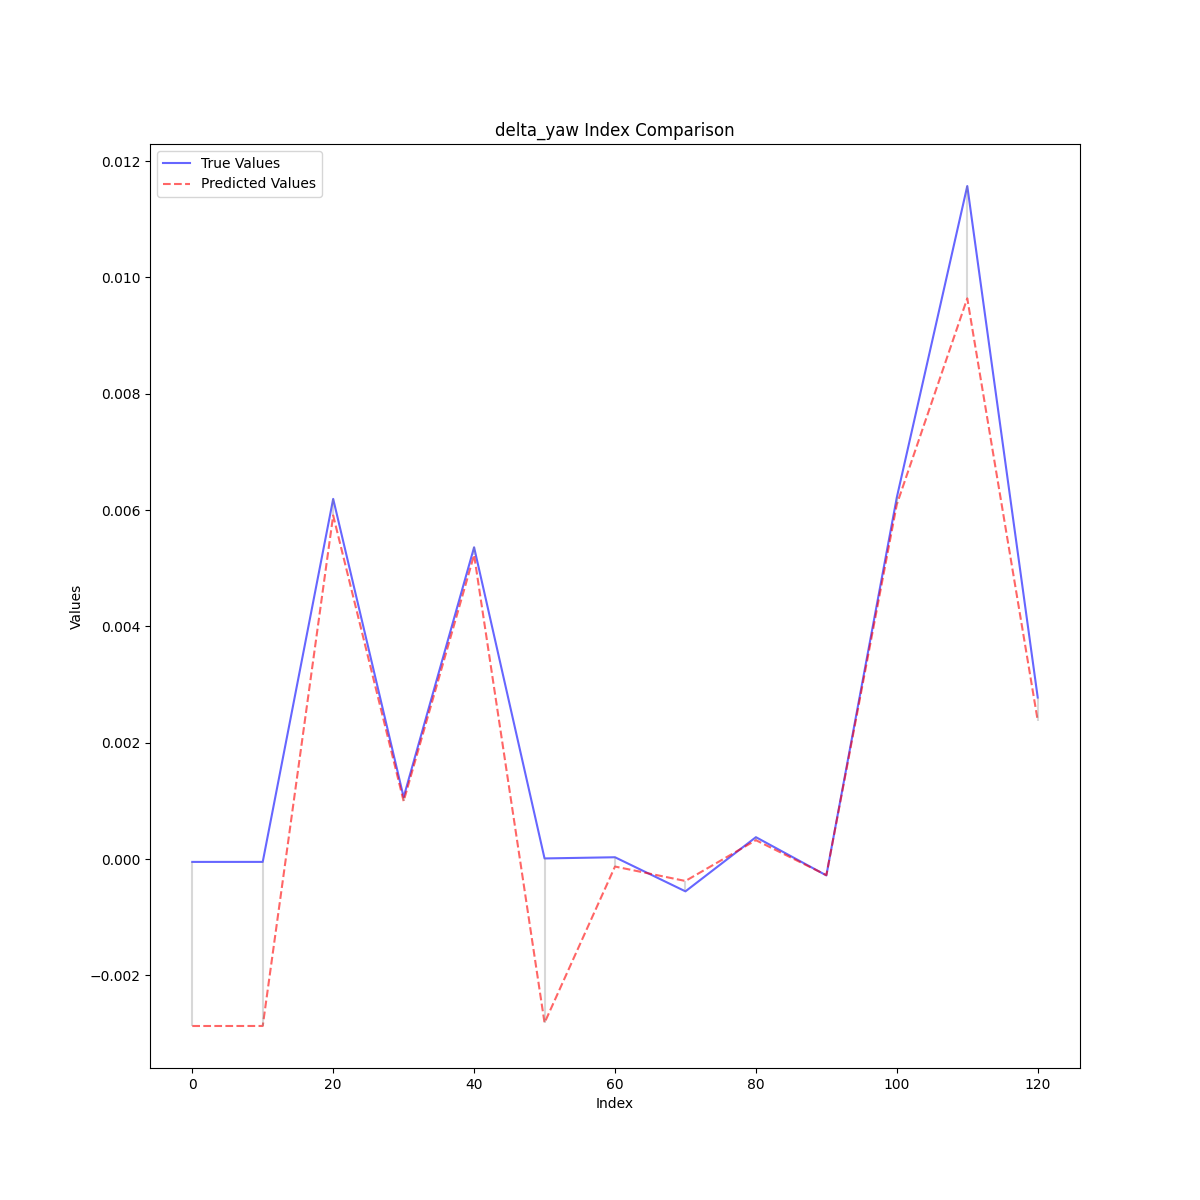 delta_yaw Index Comparison
True Values
Predicted Values
0.012
0.010
0.008
0.006
0.004
0.002
0.000
−0.002
Values
0 20 40 60 80 100 120
Index